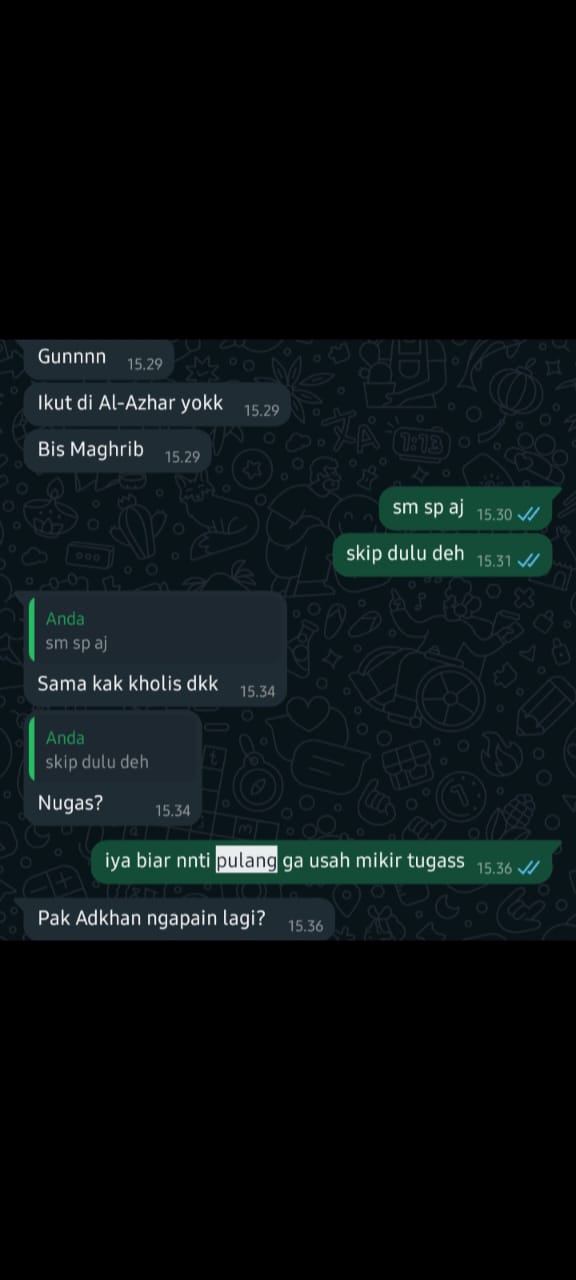 Gunnnn 15.29
Ikut di Al-Azhar yokk 15.29
Bis Maghrib 15.29
sm sp aj 15.30
skip dulu deh 15.31
Anda
sm sp aj
Sama kak kholis dkk 15.34
Anda
skip dulu deh
Nugas? 15.34
iya biar nnti pulang ga usah mikir tugass 15.36
Pak Adkhan ngapain lagi? 15.36